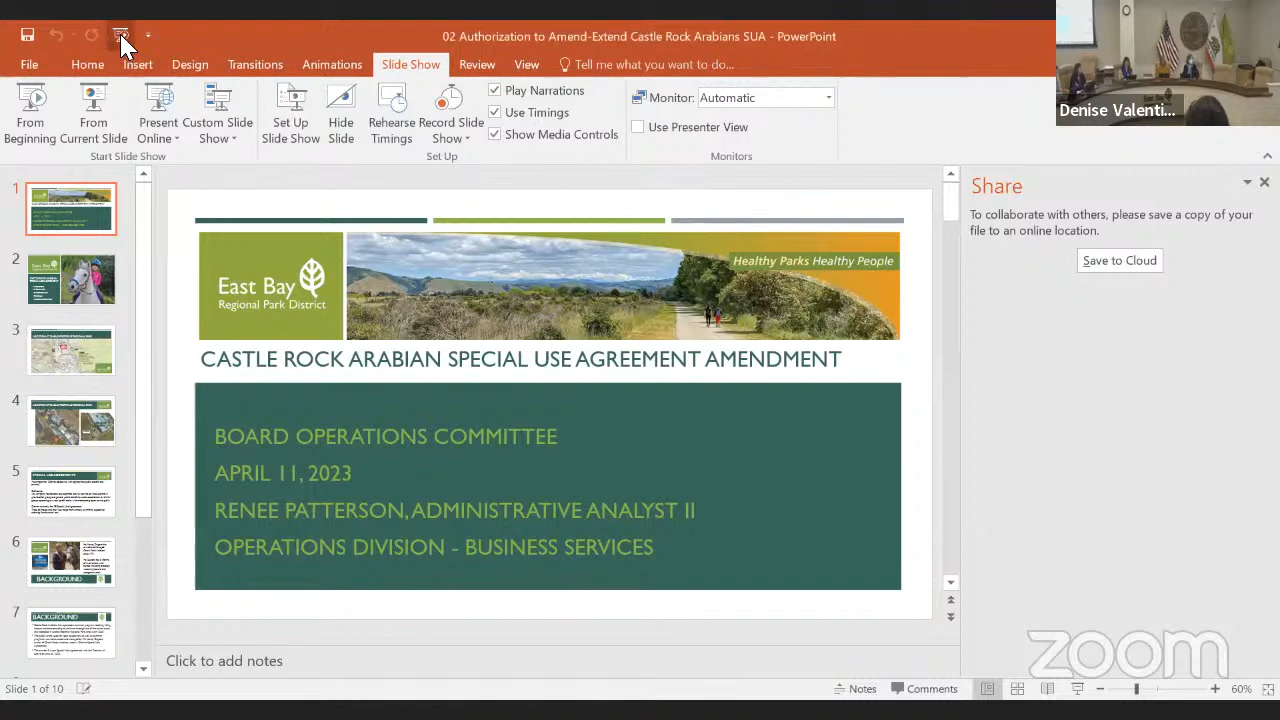 02 Authorization to Amend-Extend Castle Rock Arabians SUA - PowerPoint
File Home Insert Design Transitions Animations Slide Show Review View Tell me what you want to do...
From Beginning
From Current Slide
Present Online
Custom Slide Show
Start Slide Show
Set Up Slide Show
Hide Slide
Rehearse Timings
Record Slide Show
Play Narrations
Use Timings
Show Media Controls
Set Up
Monitor: Automatic
Use Presenter View
Monitors
Denise Valenti...
1
2
3
4
5
6
BACKGROUND
7
BACKGROUND
East Bay
Regional Park District
Healthy Parks Healthy People
CASTLE ROCK ARABIAN SPECIAL USE AGREEMENT AMENDMENT
BOARD OPERATIONS COMMITTEE
APRIL 11, 2023
RENEE PATTERSON, ADMINISTRATIVE ANALYST II
OPERATIONS DIVISION - BUSINESS SERVICES
Click to add notes
Share
To collaborate with others, please save a copy of your
file to an online location.
Save to Cloud
zoom
Slide 1 of 10 Notes Comments 60%